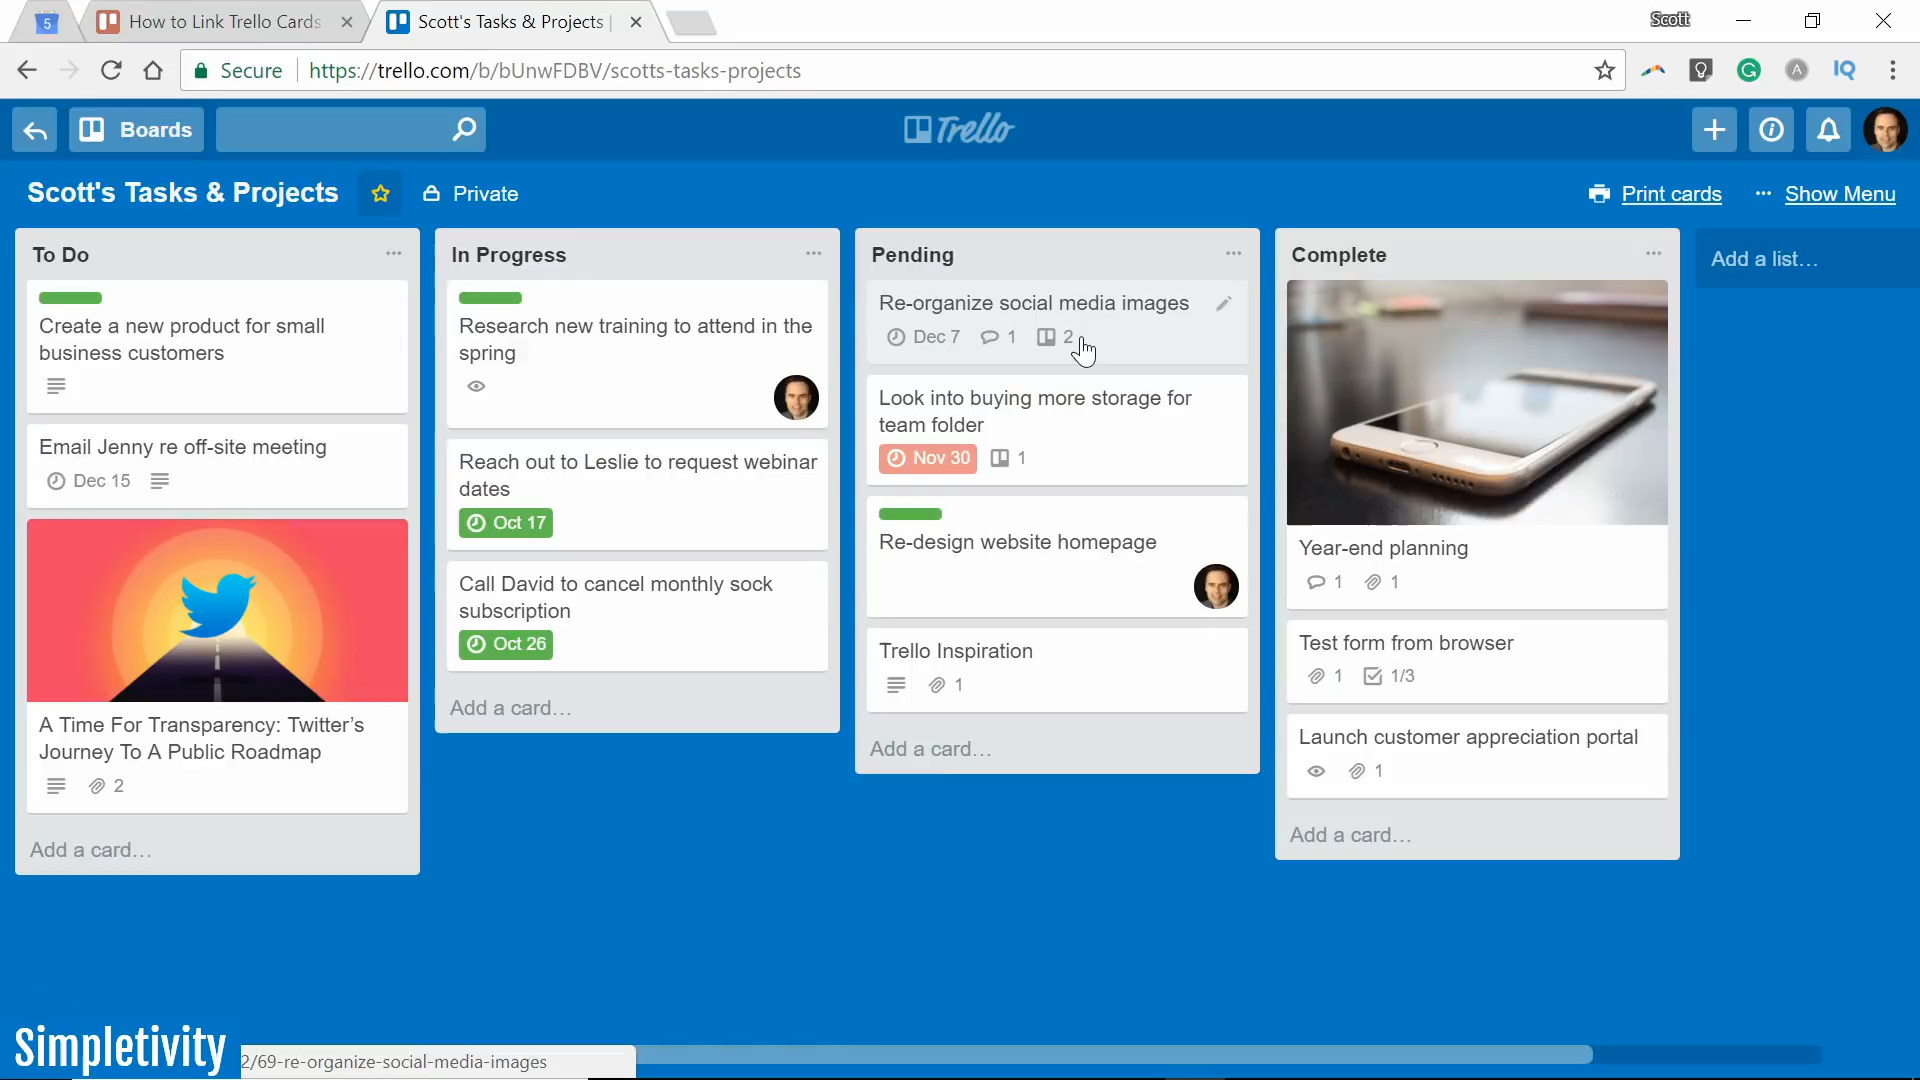 5
How to Link Trello Cards
Scott's Tasks & Projects |
Scott
Secure
https://trello.com/b/bUnwFDBV/scotts-tasks-projects
G
A
IQ
Boards
Trello
Scott's Tasks & Projects
Private
Print cards
Show Menu
To Do
Create a new product for small
business customers
Email Jenny re off-site meeting
Dec 15
A Time For Transparency: Twitter’s
Journey To A Public Roadmap
2
Add a card…
In Progress
Research new training to attend in the
spring
Reach out to Leslie to request webinar
dates
Oct 17
Call David to cancel monthly sock
subscription
Oct 26
Add a card…
Pending
Re-organize social media images
Dec 7 1 2
Look into buying more storage for
team folder
Nov 30 1
Re-design website homepage
Trello Inspiration
1
Add a card…
Complete
Year-end planning
1 1
Test form from browser
1 1/3
Launch customer appreciation portal
1
Add a card…
Add a list…
Simpletivity
2/69-re-organize-social-media-images